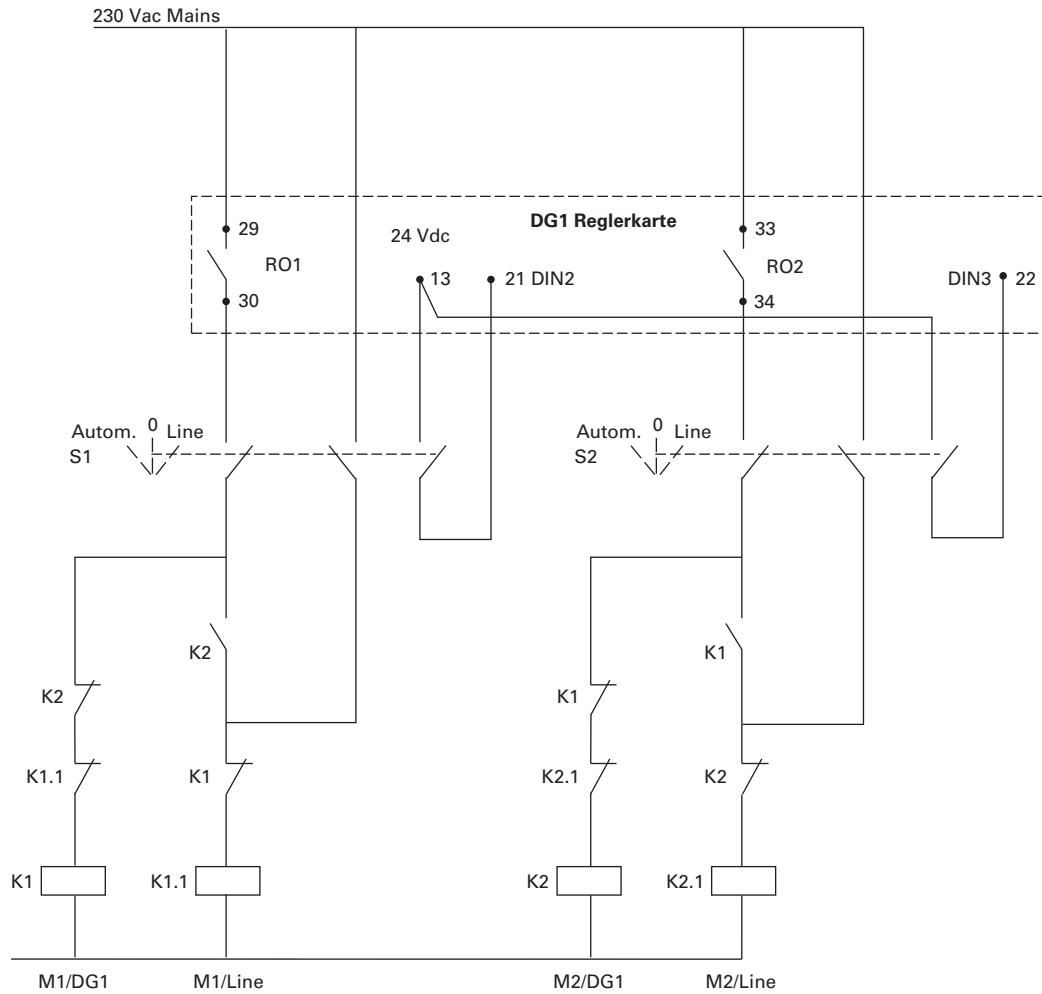 230 Vac Mains
DG1 Reglerkarte
29
RO1
30
24 Vdc
13
21 DIN2
33
RO2
34
DIN3 22
Autom. 0 Line
S1
Autom. 0 Line
S2
K2
K1
K2
K1
K1.1
K1
K2.1
K2
K1
K1.1
K2
K2.1
M1/DG1
M1/Line
M2/DG1
M2/Line